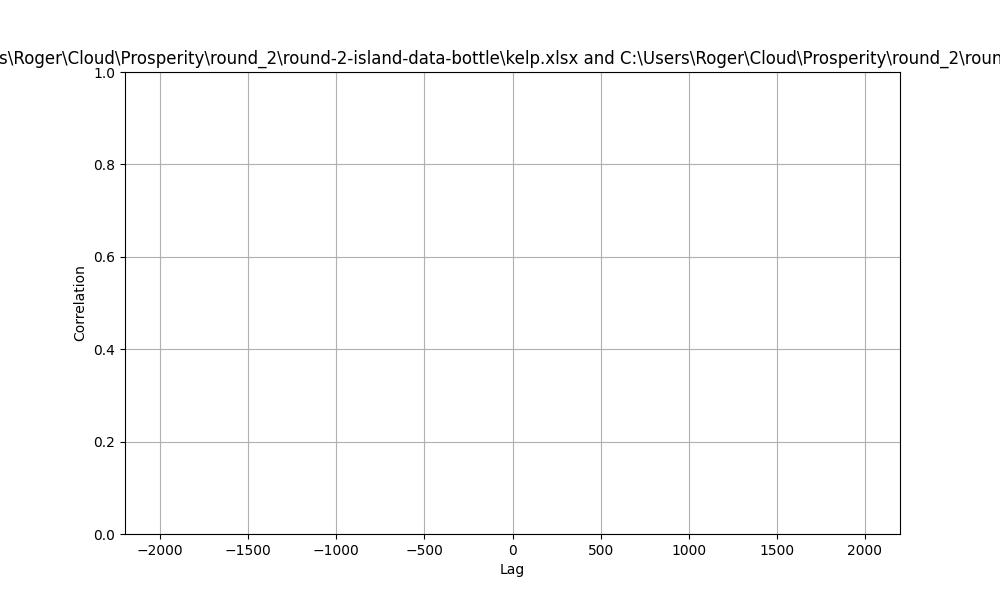 s\Roger\Cloud\Prosperity\round_2\round-2-island-data-bottle\kelp.xlsx and C:\Users\Roger\Cloud\Prosperity\round_2\roun
1.0
0.8
0.6
0.4
0.2
0.0
Correlation
−2000 −1500 −1000 −500 0 500 1000 1500 2000
Lag